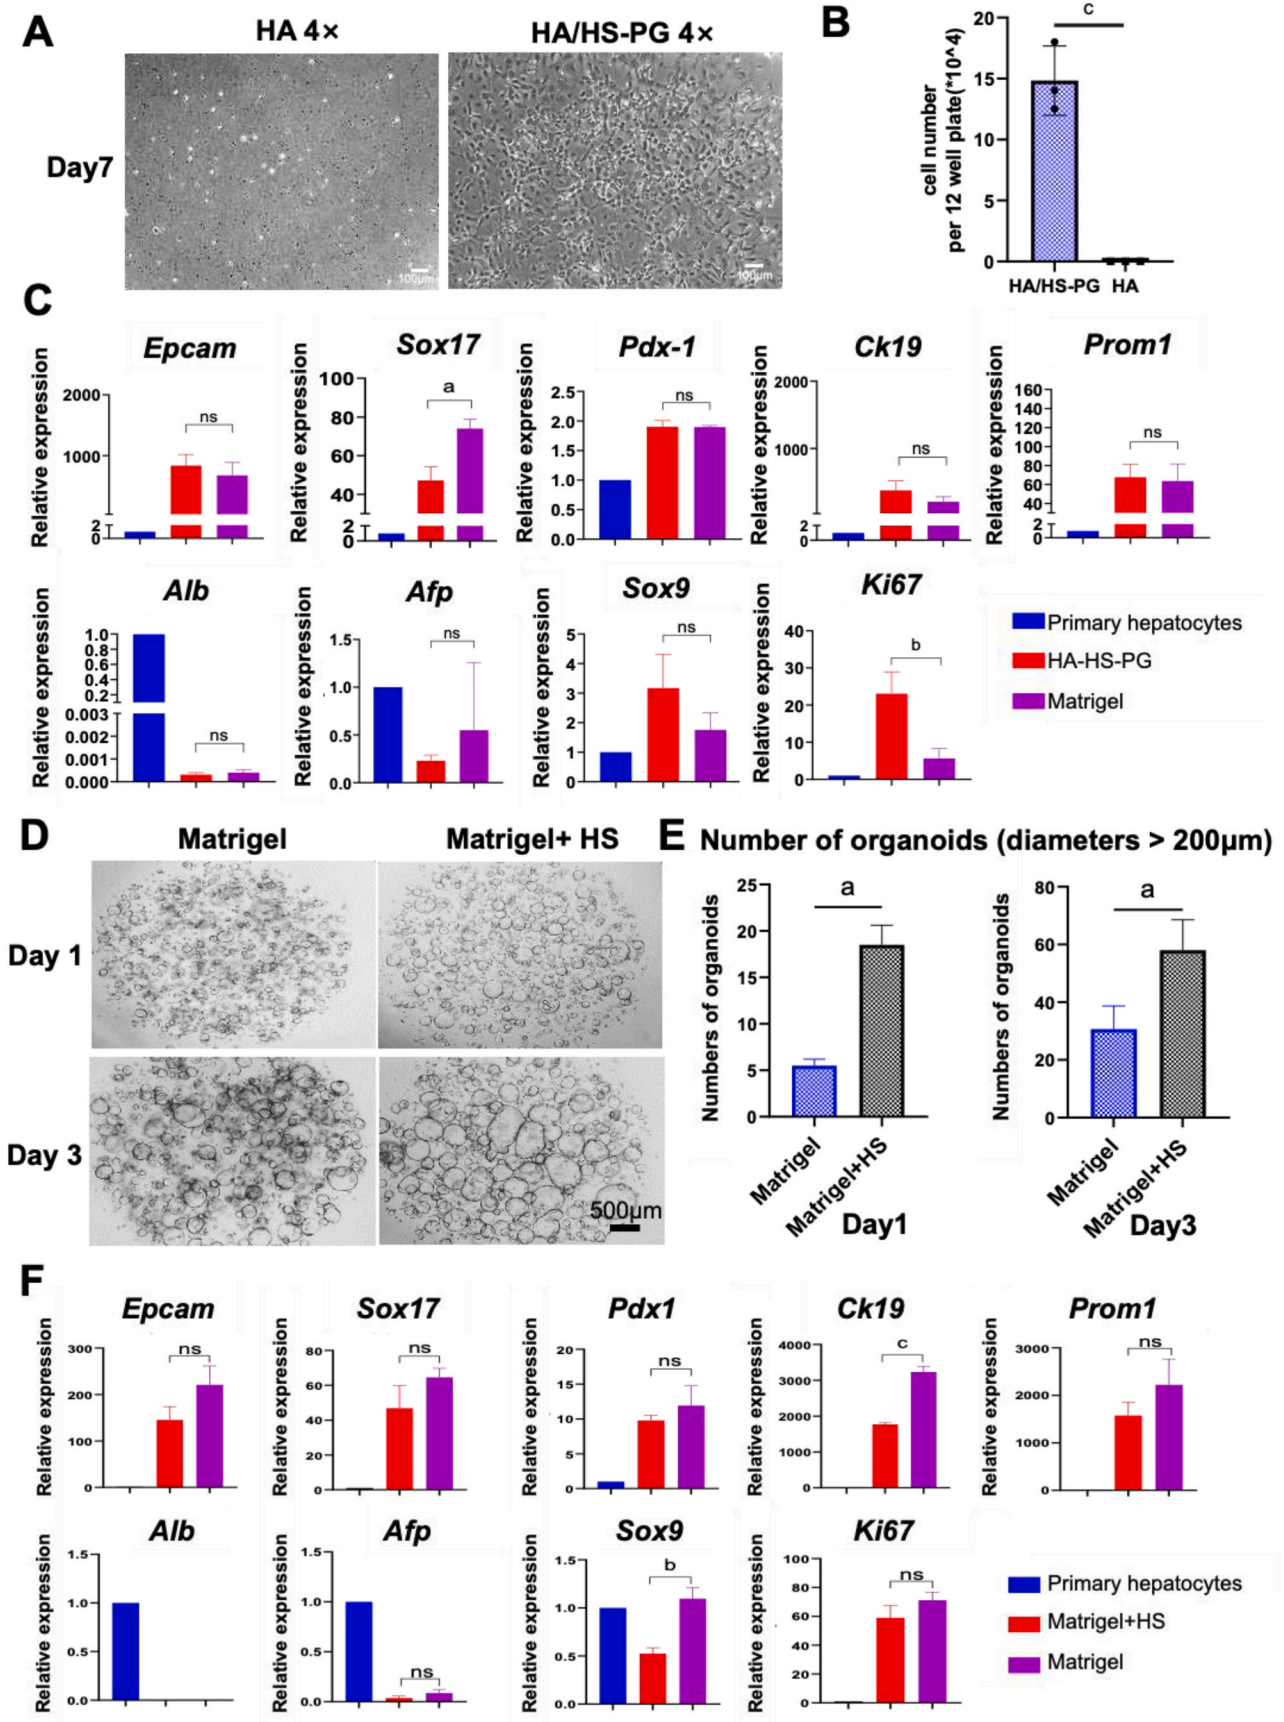 A
HA 4×
HA/HS-PG 4×
Day7
100μm
100μm
B
cell number
per 12 well plate(*10^4)
20
15
10
5
0
c
HA/HS-PG HA
C
Epcam
Relative expression
2000
1000
2
0
ns
Sox17
Relative expression
100
80
60
40
2
0
a
Pdx-1
Relative expression
2.5
2.0
1.5
1.0
0.5
0.0
ns
Ck19
Relative expression
2000
1000
2
0
ns
Prom1
Relative expression
160
140
120
100
80
60
40
2
0
ns
Alb
Relative expression
1.0
0.8
0.6
0.4
0.2
0.003
0.002
0.001
0.000
ns
Afp
Relative expression
1.5
1.0
0.5
0.0
ns
Sox9
Relative expression
5
4
3
2
1
0
ns
Ki67
Relative expression
40
30
20
10
0
b
Primary hepatocytes
HA-HS-PG
Matrigel
D
Matrigel
Matrigel+ HS
Day 1
Day 3
500μm
E
Number of organoids (diameters > 200μm)
Numbers of organoids
25
20
15
10
5
0
a
Matrigel
Matrigel+HS
Day1
Numbers of organoids
80
60
40
20
0
a
Matrigel
Matrigel+HS
Day3
F
Epcam
Relative expression
300
200
100
0
ns
Sox17
Relative expression
80
60
40
20
0
ns
Pdx1
Relative expression
20
15
10
5
0
ns
Ck19
Relative expression
4000
3000
2000
1000
0
c
Prom1
Relative expression
3000
2000
1000
0
ns
Alb
Relative expression
1.5
1.0
0.5
0.0
Afp
Relative expression
1.5
1.0
0.5
0.0
ns
Sox9
Relative expression
1.5
1.0
0.5
0.0
b
Ki67
Relative expression
100
80
60
40
20
0
ns
Primary hepatocytes
Matrigel+HS
Matrigel